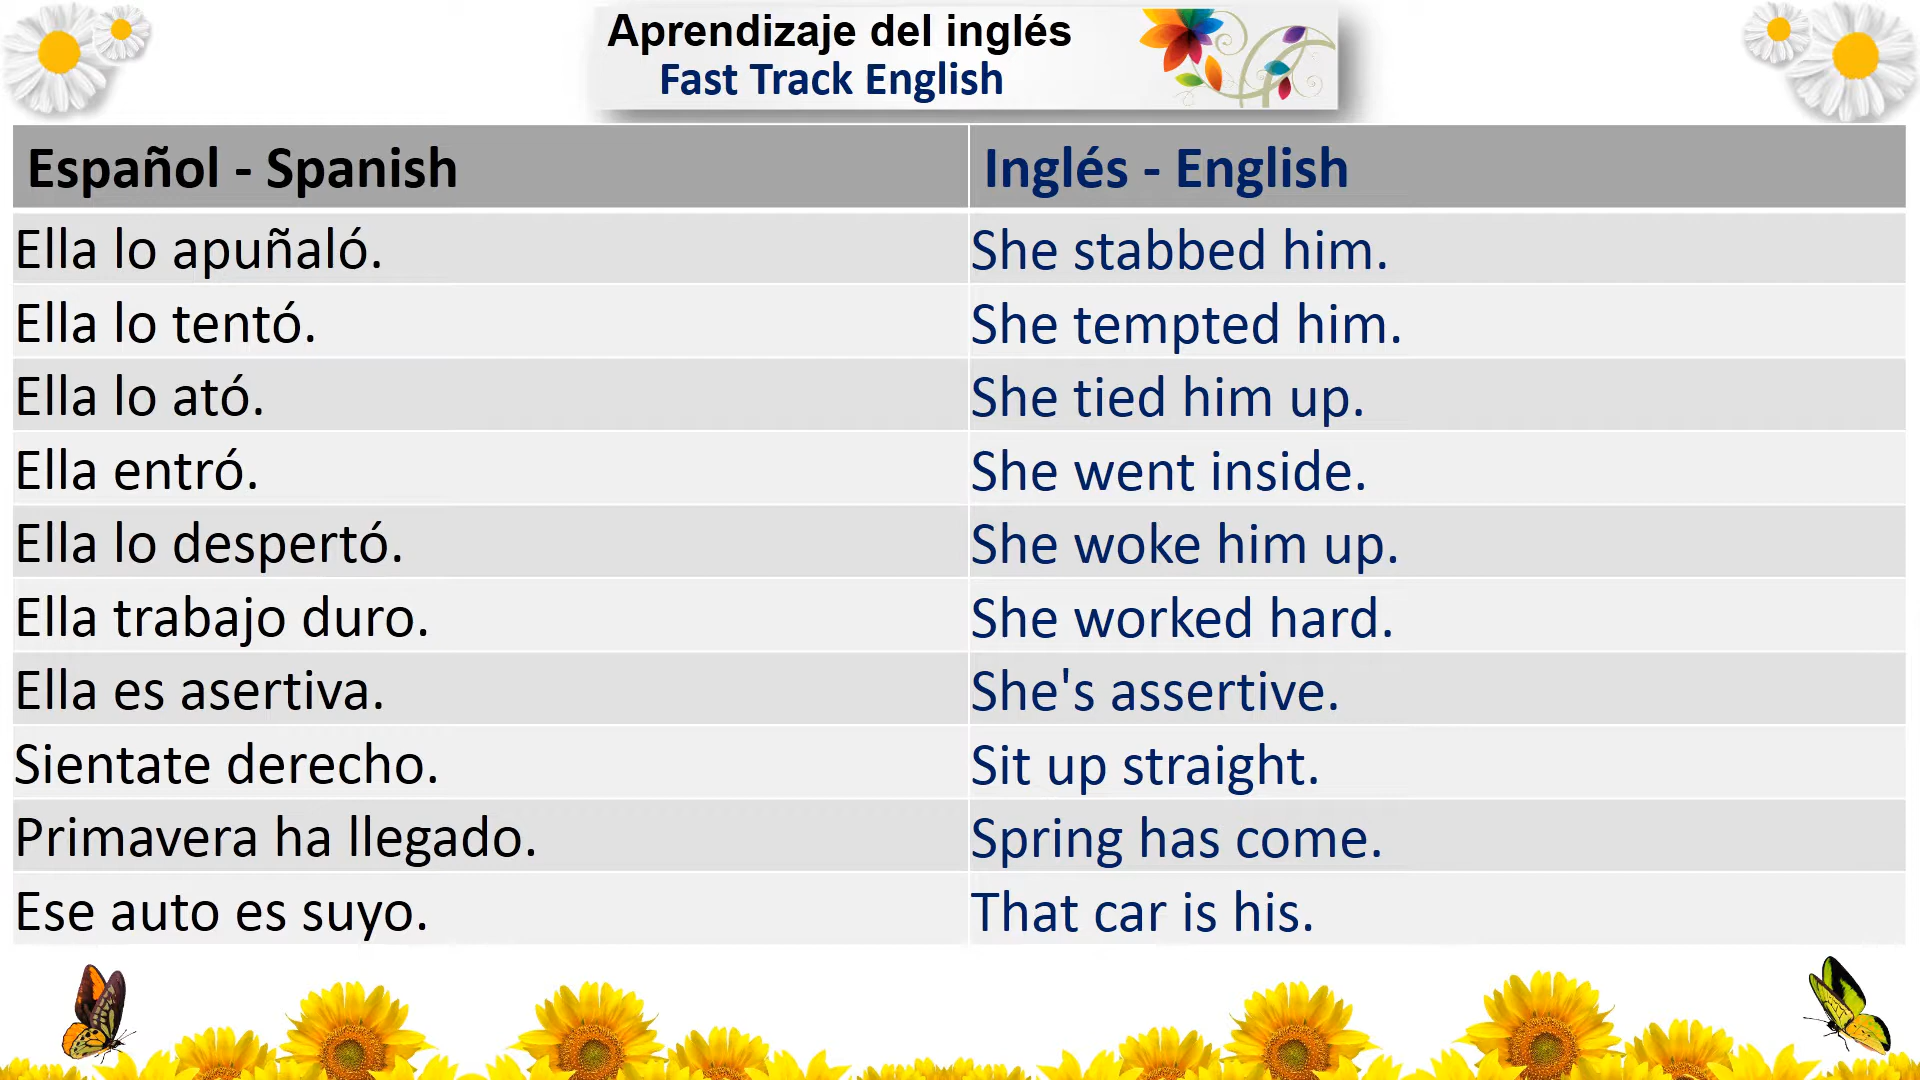 Aprendizaje del inglés
Fast Track English
Español - Spanish Inglés - English
Ella lo apuñaló. She stabbed him.
Ella lo tentó. She tempted him.
Ella lo ató. She tied him up.
Ella entró. She went inside.
Ella lo despertó. She woke him up.
Ella trabajo duro. She worked hard.
Ella es asertiva. She's assertive.
Sientate derecho. Sit up straight.
Primavera ha llegado. Spring has come.
Ese auto es suyo. That car is his.